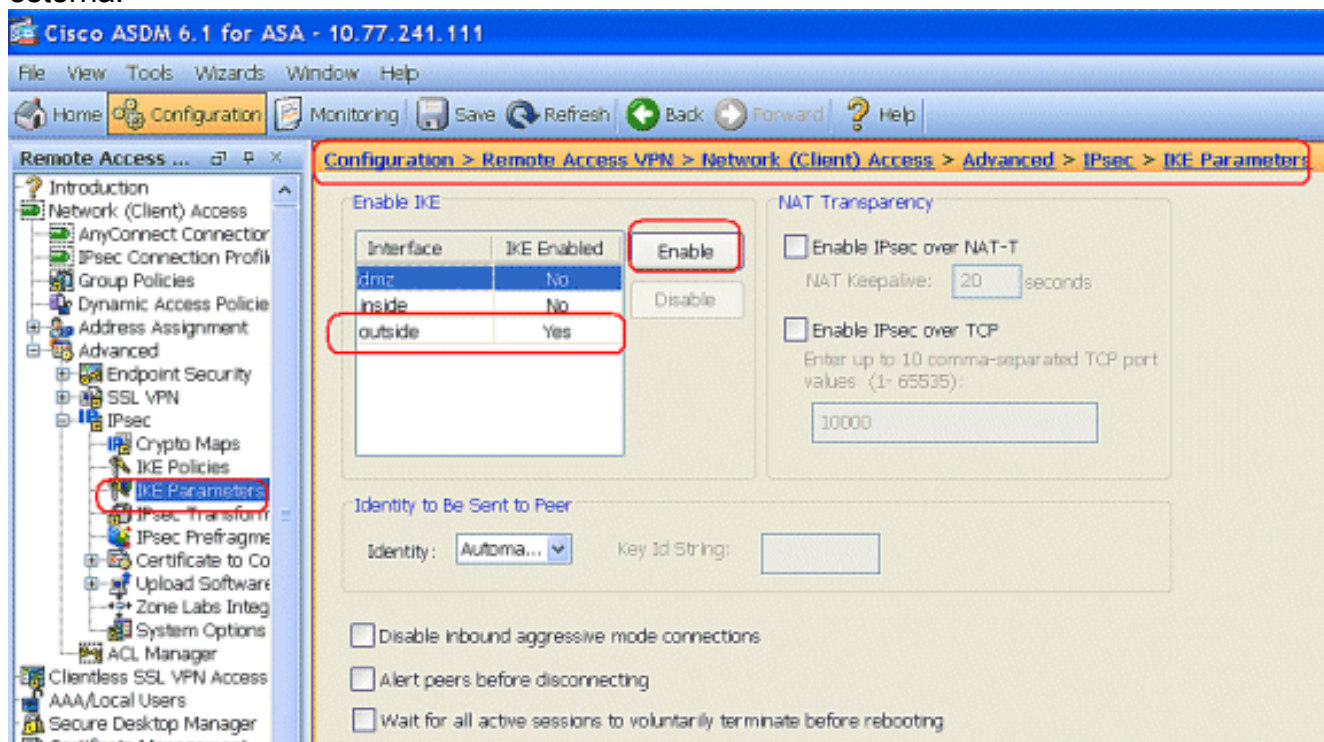 Cisco ASDM 6.1 for ASA - 10.77.241.111
File View Tools Wizards Window Help
Home Configuration Monitoring Save Refresh Back Forward Help
Remote Access ...
Configuration > Remote Access VPN > Network (Client) Access > Advanced > IPsec > IKE Parameters
Introduction
Network (Client) Access
AnyConnect Connection
IPsec Connection Profil
Group Policies
Dynamic Access Policie
Address Assignment
Advanced
Endpoint Security
SSL VPN
IPsec
Crypto Maps
IKE Policies
IKE Parameters
IPsec Transform
IPsec Prefragme
Certificate to Co
Upload Software
Zone Labs Integ
System Options
ACL Manager
Clientless SSL VPN Access
AAA/Local Users
Secure Desktop Manager
Enable IKE
Interface IKE Enabled
dmz No
inside No
outside Yes
Enable
Disable
NAT Transparency
Enable IPsec over NAT-T
NAT Keepalive: 20 seconds
Enable IPsec over TCP
Enter up to 10 comma-separated TCP port
values (1- 65535):
10000
Identity to Be Sent to Peer
Identity: Automa... Key Id String:
Disable inbound aggressive mode connections
Alert peers before disconnecting
Wait for all active sessions to voluntarily terminate before rebooting